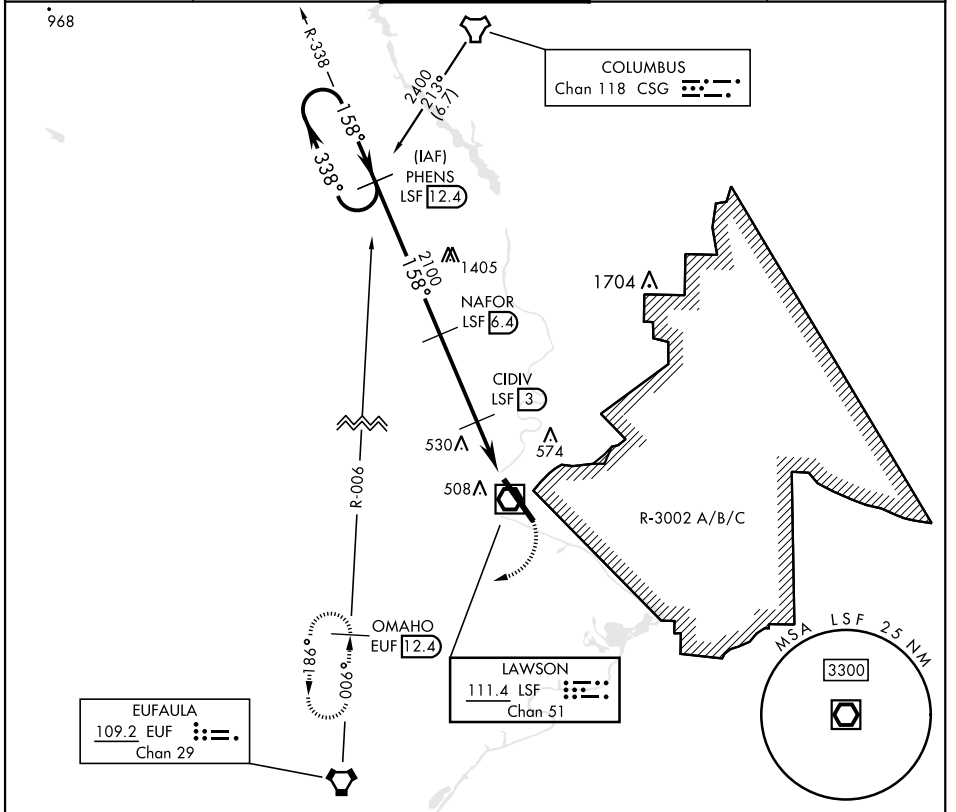 968
R-338
COLUMBUS
Chan 118 CSG
2400
213°
(6.7)
158°
338°
(IAF)
PHENS
LSF 12.4
2100
158°
1405
1704
NAFOR
LSF 6.4
CIDIV
LSF 3
530
574
508
R-006
R-3002 A/B/C
OMAHO
EUF 12.4
186°
006°
MSA LSF 25 NM
3300
LAWSON
111.4 LSF
Chan 51
EUFAULA
109.2 EUF
Chan 29